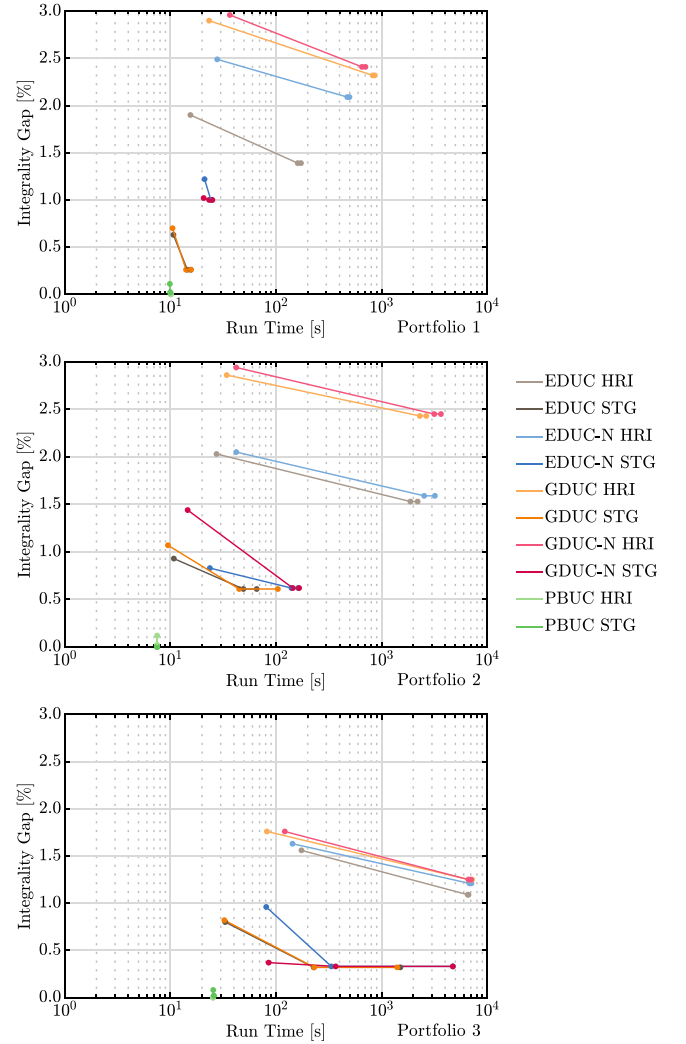 3.0
2.5
2.0
1.5
1.0
0.5
0.0
Integrality Gap [%]
10^0 10^1 10^2 10^3 10^4
Run Time [s] Portfolio 1
3.0
2.5
2.0
1.5
1.0
0.5
0.0
Integrality Gap [%]
10^0 10^1 10^2 10^3 10^4
Run Time [s] Portfolio 2
EDUC HRI
EDUC STG
EDUC-N HRI
EDUC-N STG
GDUC HRI
GDUC STG
GDUC-N HRI
GDUC-N STG
PBUC HRI
PBUC STG
3.0
2.5
2.0
1.5
1.0
0.5
0.0
Integrality Gap [%]
10^0 10^1 10^2 10^3 10^4
Run Time [s] Portfolio 3